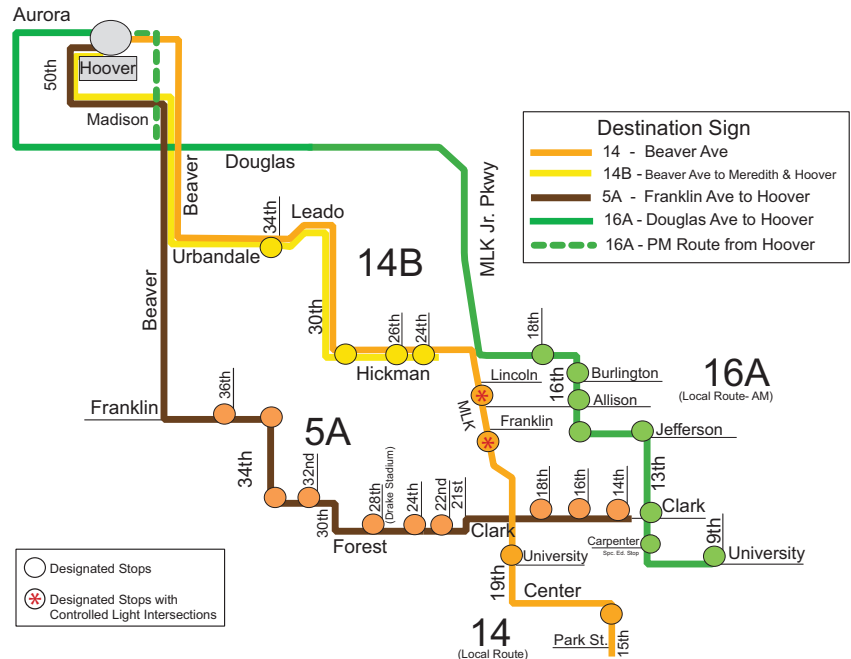 Aurora
Hoover
50th
Madison
Douglas
Beaver
MLK Jr. Pkwy
Destination Sign
14 - Beaver Ave
14B - Beaver Ave to Meredith & Hoover
5A - Franklin Ave to Hoover
16A - Douglas Ave to Hoover
16A - PM Route from Hoover
34th
Leado
Urbandale
14B
Beaver
30th
26th
24th
Hickman
18th
Lincoln
16th
Burlington
16A
(Local Route- AM)
Allison
MLK
Franklin
Jefferson
36th
Franklin
5A
34th
32nd
30th
28th
(Drake Stadium)
24th
22nd
21st
Forest
Clark
18th
16th
14th
13th
Clark
Carpenter
Spc. Ed. Stop
9th
University
University
19th
Center
14
(Local Route)
Park St.
15th
Designated Stops
Designated Stops with
Controlled Light Intersections